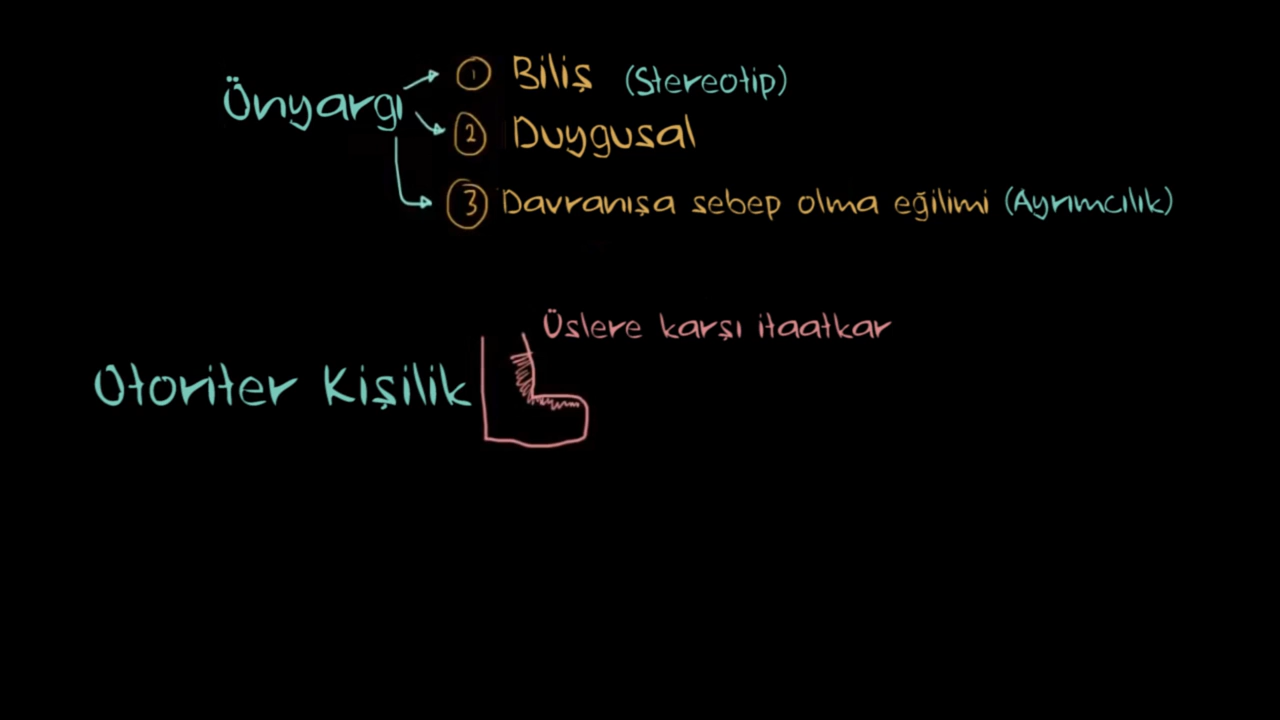 Önyargı
1 Biliş (Stereotip)
2 Duygusal
3 Davranışa sebep olma eğilimi (Ayrımcılık)
Üslere karşı itaatkar
Otoriter Kişilik